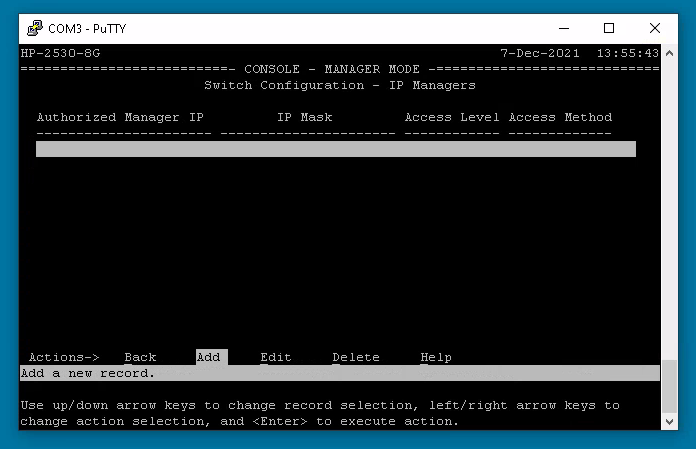 COM3 - PuTTY
HP-2530-8G 7-Dec-2021 13:55:43
==========================- CONSOLE - MANAGER MODE -============================
Switch Configuration - IP Managers
Authorized Manager IP IP Mask Access Level Access Method
---------------------- ---------------------- ------------ -------------
Actions-> Back Add Edit Delete Help
Add a new record.
Use up/down arrow keys to change record selection, left/right arrow keys to
change action selection, and <Enter> to execute action.